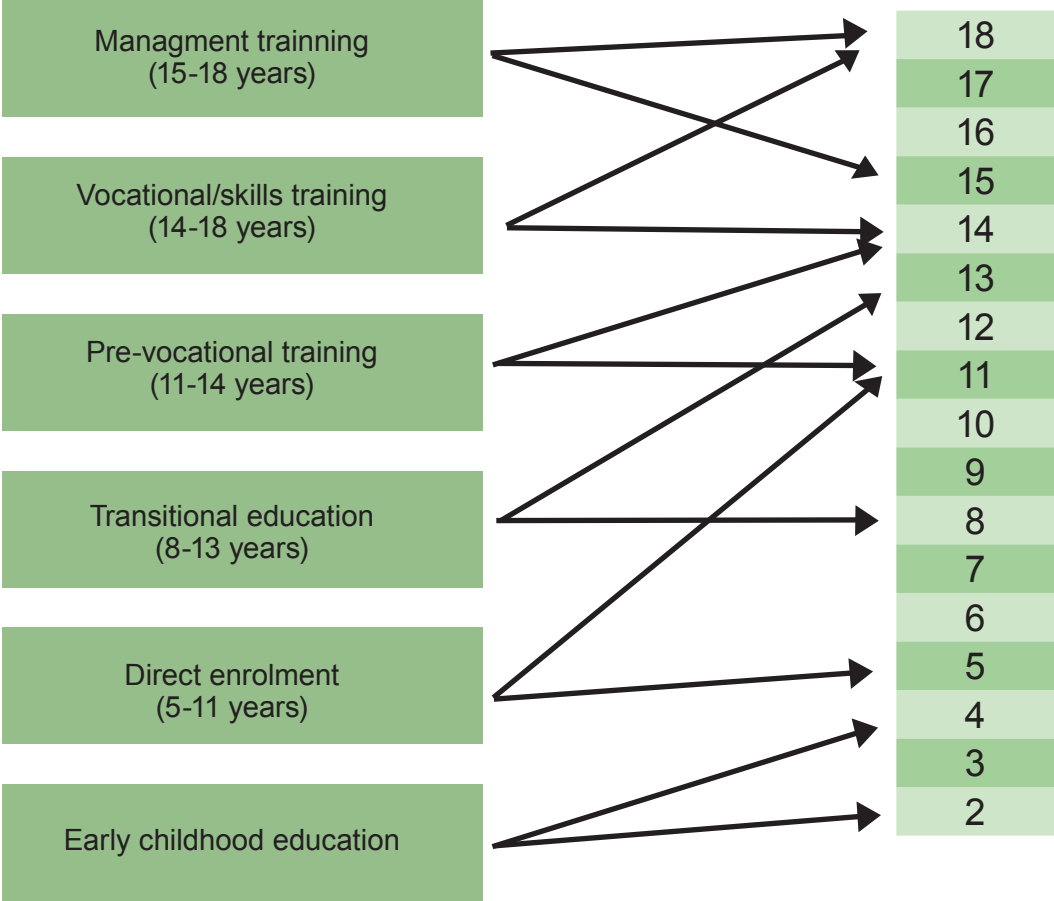 Managment trainning
(15-18 years)
Vocational/skills training
(14-18 years)
Pre-vocational training
(11-14 years)
Transitional education
(8-13 years)
Direct enrolment
(5-11 years)
Early childhood education
18
17
16
15
14
13
12
11
10
9
8
7
6
5
4
3
2